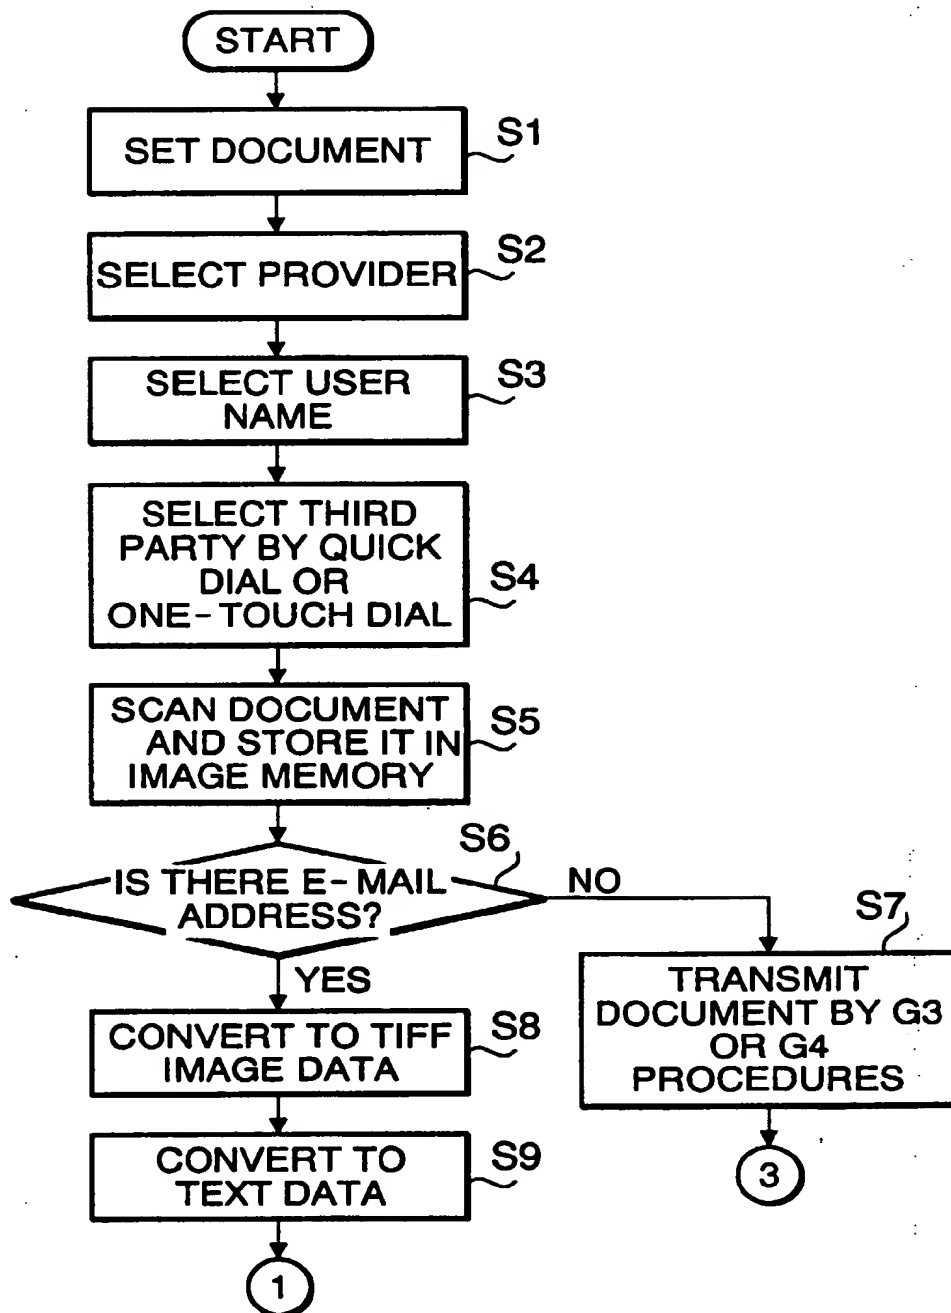 START
SET DOCUMENT
S1
SELECT PROVIDER
S2
SELECT USER
NAME
S3
SELECT THIRD
PARTY BY QUICK
DIAL OR
ONE-TOUCH DIAL
S4
SCAN DOCUMENT
AND STORE IT IN
IMAGE MEMORY
S5
IS THERE E-MAIL
ADDRESS?
S6
NO
YES
S7
TRANSMIT
DOCUMENT BY G3
OR G4
PROCEDURES
3
CONVERT TO TIFF
IMAGE DATA
S8
CONVERT TO
TEXT DATA
S9
1